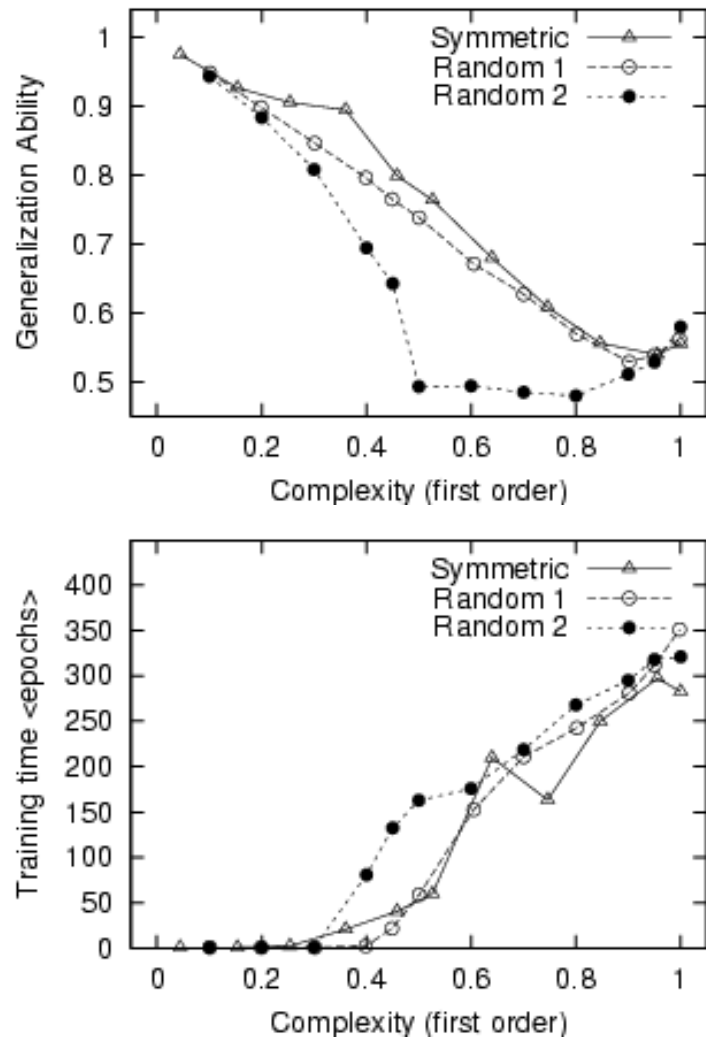 Generalization Ability
1
0.9
0.8
0.7
0.6
0.5
Symmetric
Random 1
Random 2
0 0.2 0.4 0.6 0.8 1
Complexity (first order)
Training time <epochs>
400
350
300
250
200
150
100
50
0
Symmetric
Random 1
Random 2
0 0.2 0.4 0.6 0.8 1
Complexity (first order)